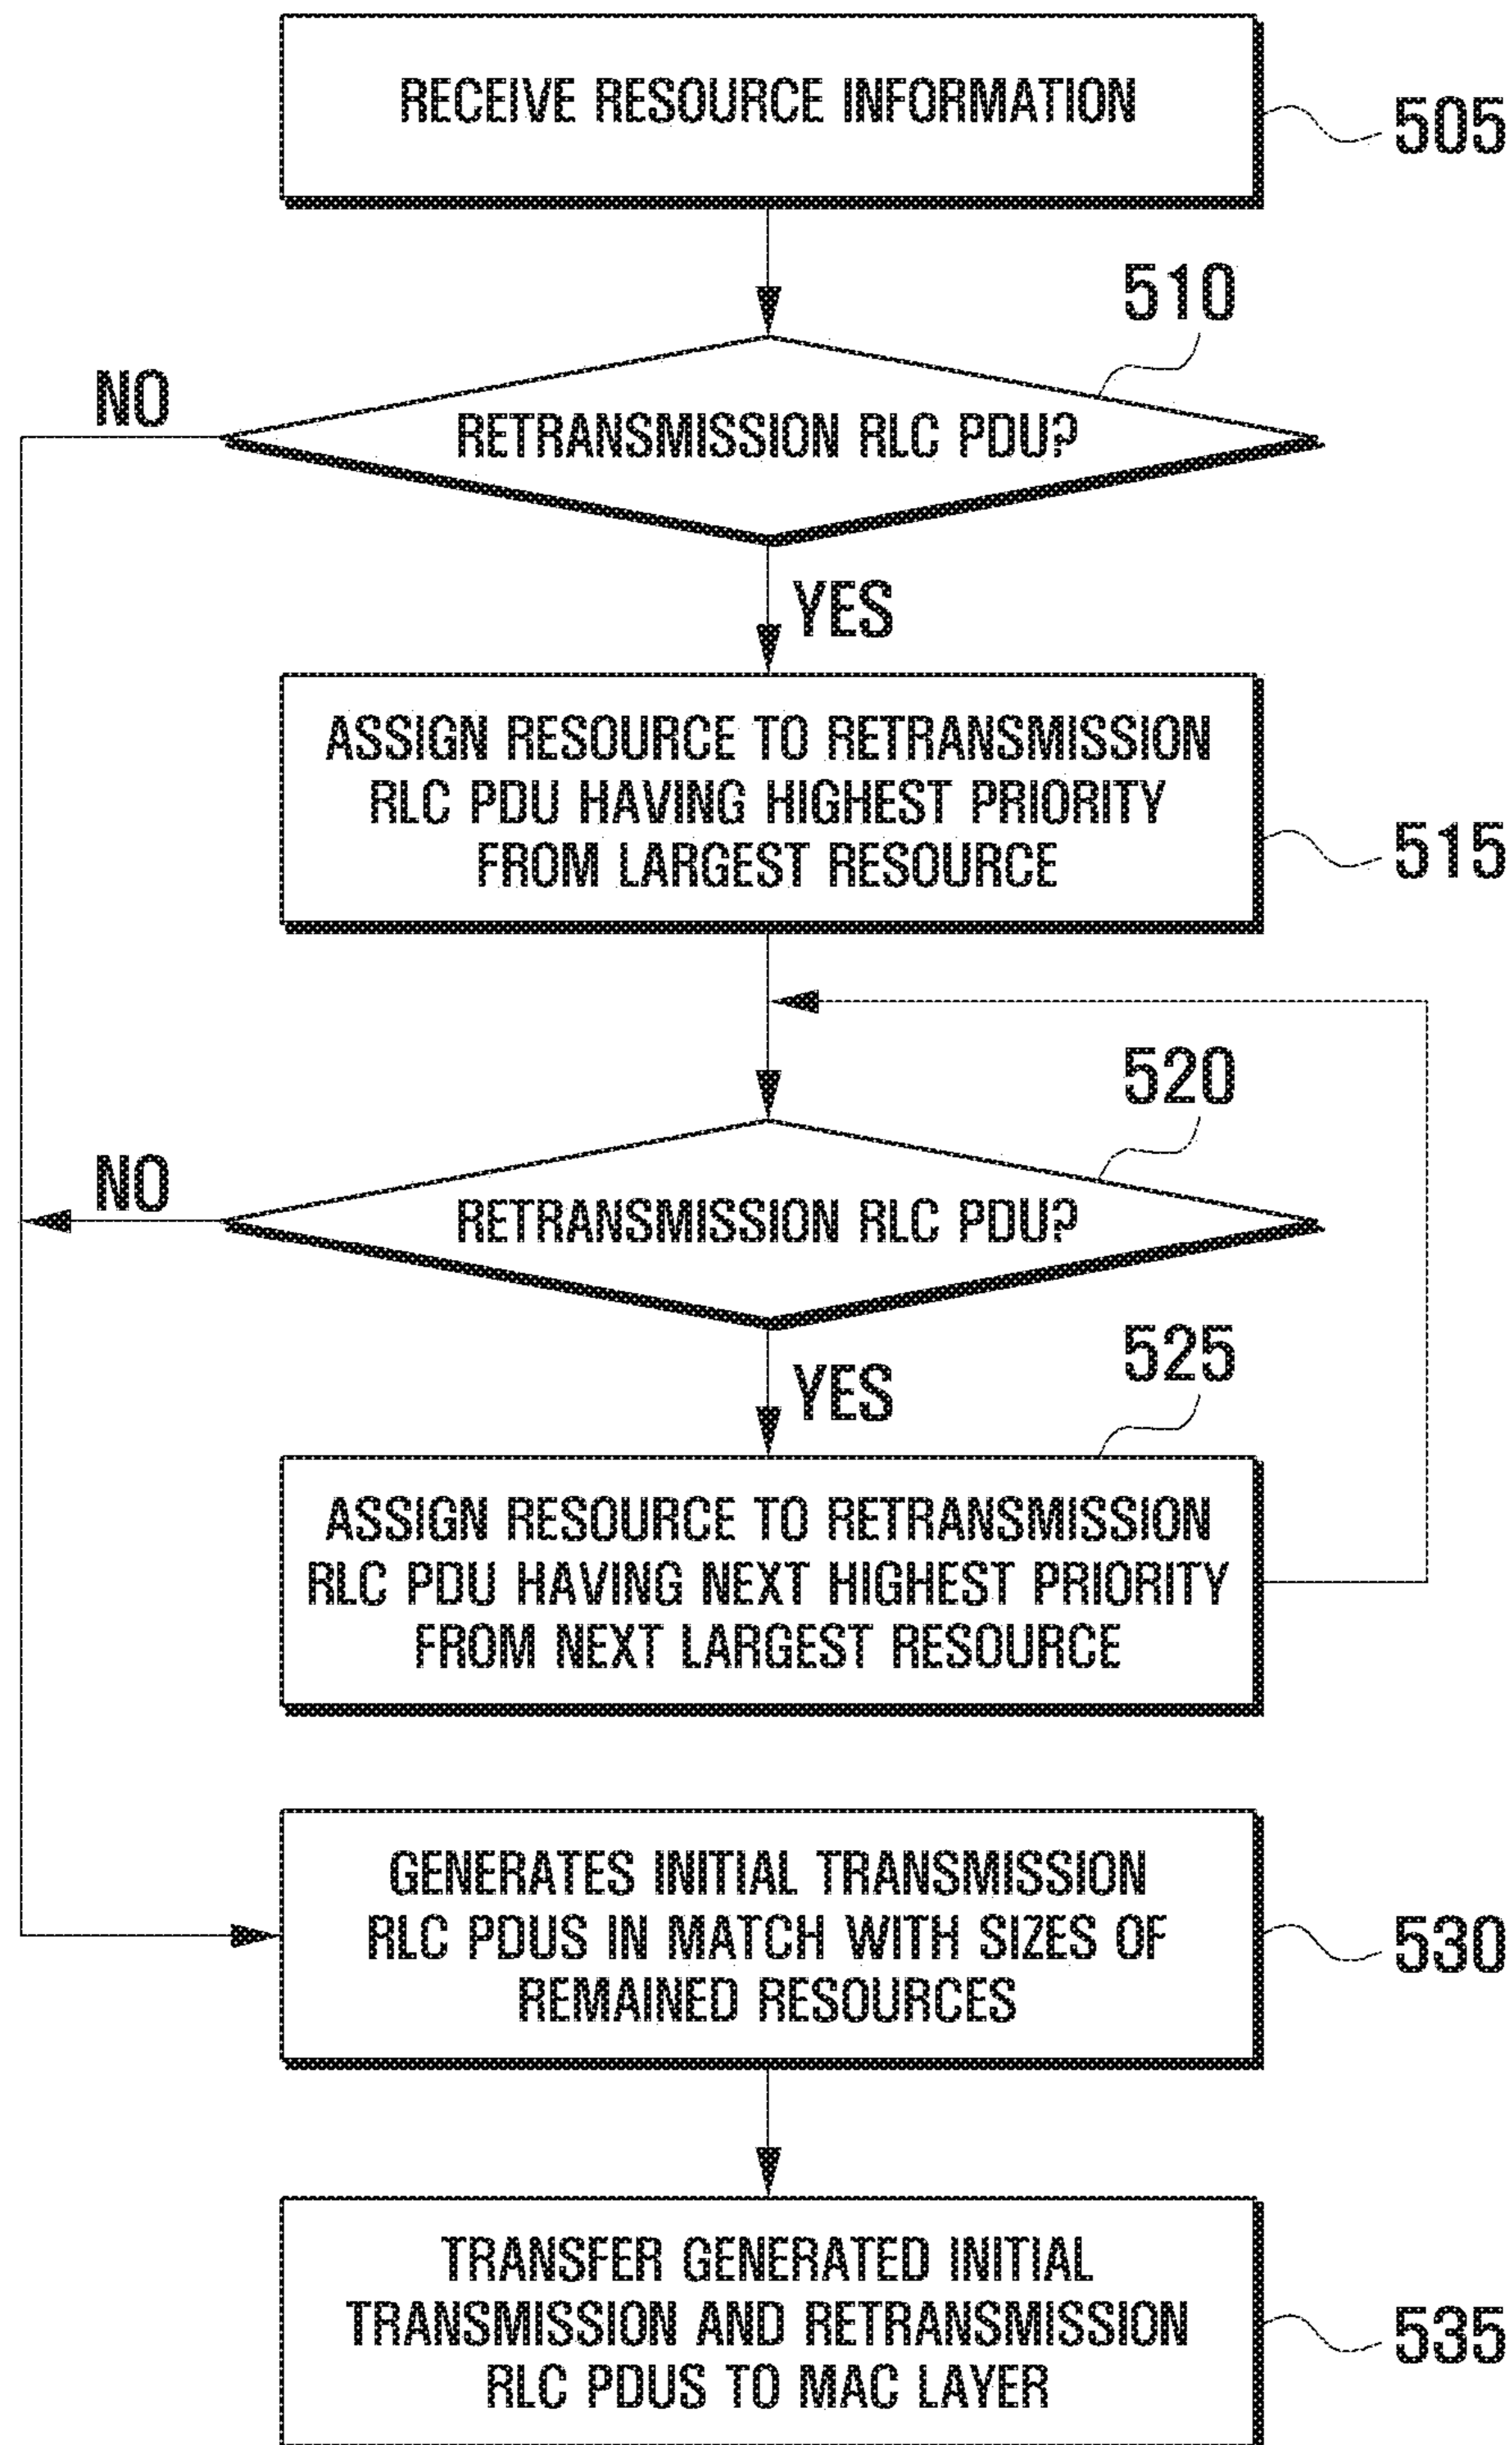 RECEIVE RESOURCE INFORMATION
505
510
NO
RETRANSMISSION RLC PDU?
YES
ASSIGN RESOURCE TO RETRANSMISSION
RLC PDU HAVING HIGHEST PRIORITY
FROM LARGEST RESOURCE
515
520
NO
RETRANSMISSION RLC PDU?
525
YES
ASSIGN RESOURCE TO RETRANSMISSION
RLC PDU HAVING NEXT HIGHEST PRIORITY
FROM NEXT LARGEST RESOURCE
GENERATES INITIAL TRANSMISSION
RLC PDUS IN MATCH WITH SIZES OF
REMAINED RESOURCES
530
TRANSFER GENERATED INITIAL
TRANSMISSION AND RETRANSMISSION
RLC PDUS TO MAC LAYER
535